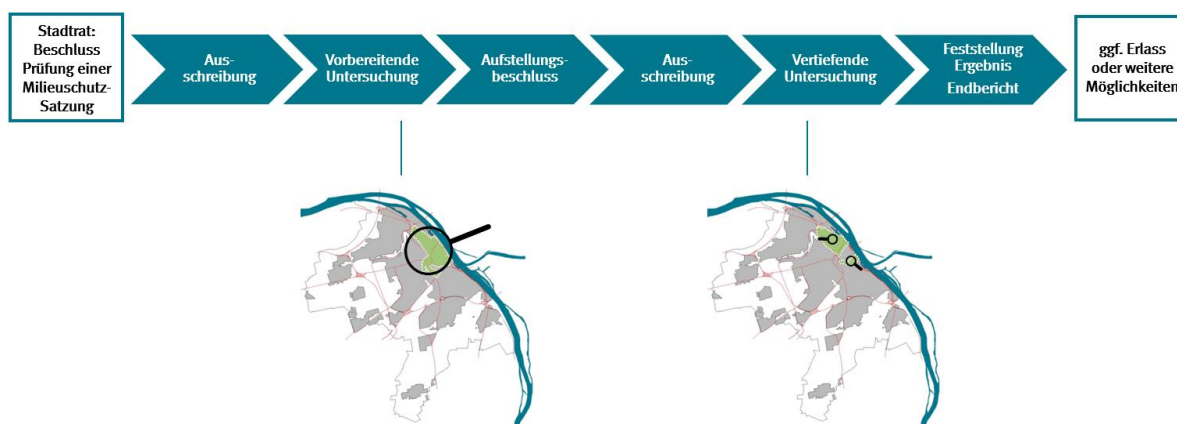 Stadtrat:
Beschluss
Prüfung einer
Milieuschutz-
Satzung
Aus-
schreibung
Vorbereitende
Untersuchung
Aufstellungs-
beschluss
Aus-
schreibung
Vertiefende
Untersuchung
Feststellung
Ergebnis
Endbericht
ggf. Erlass
oder weitere
Möglichkeiten